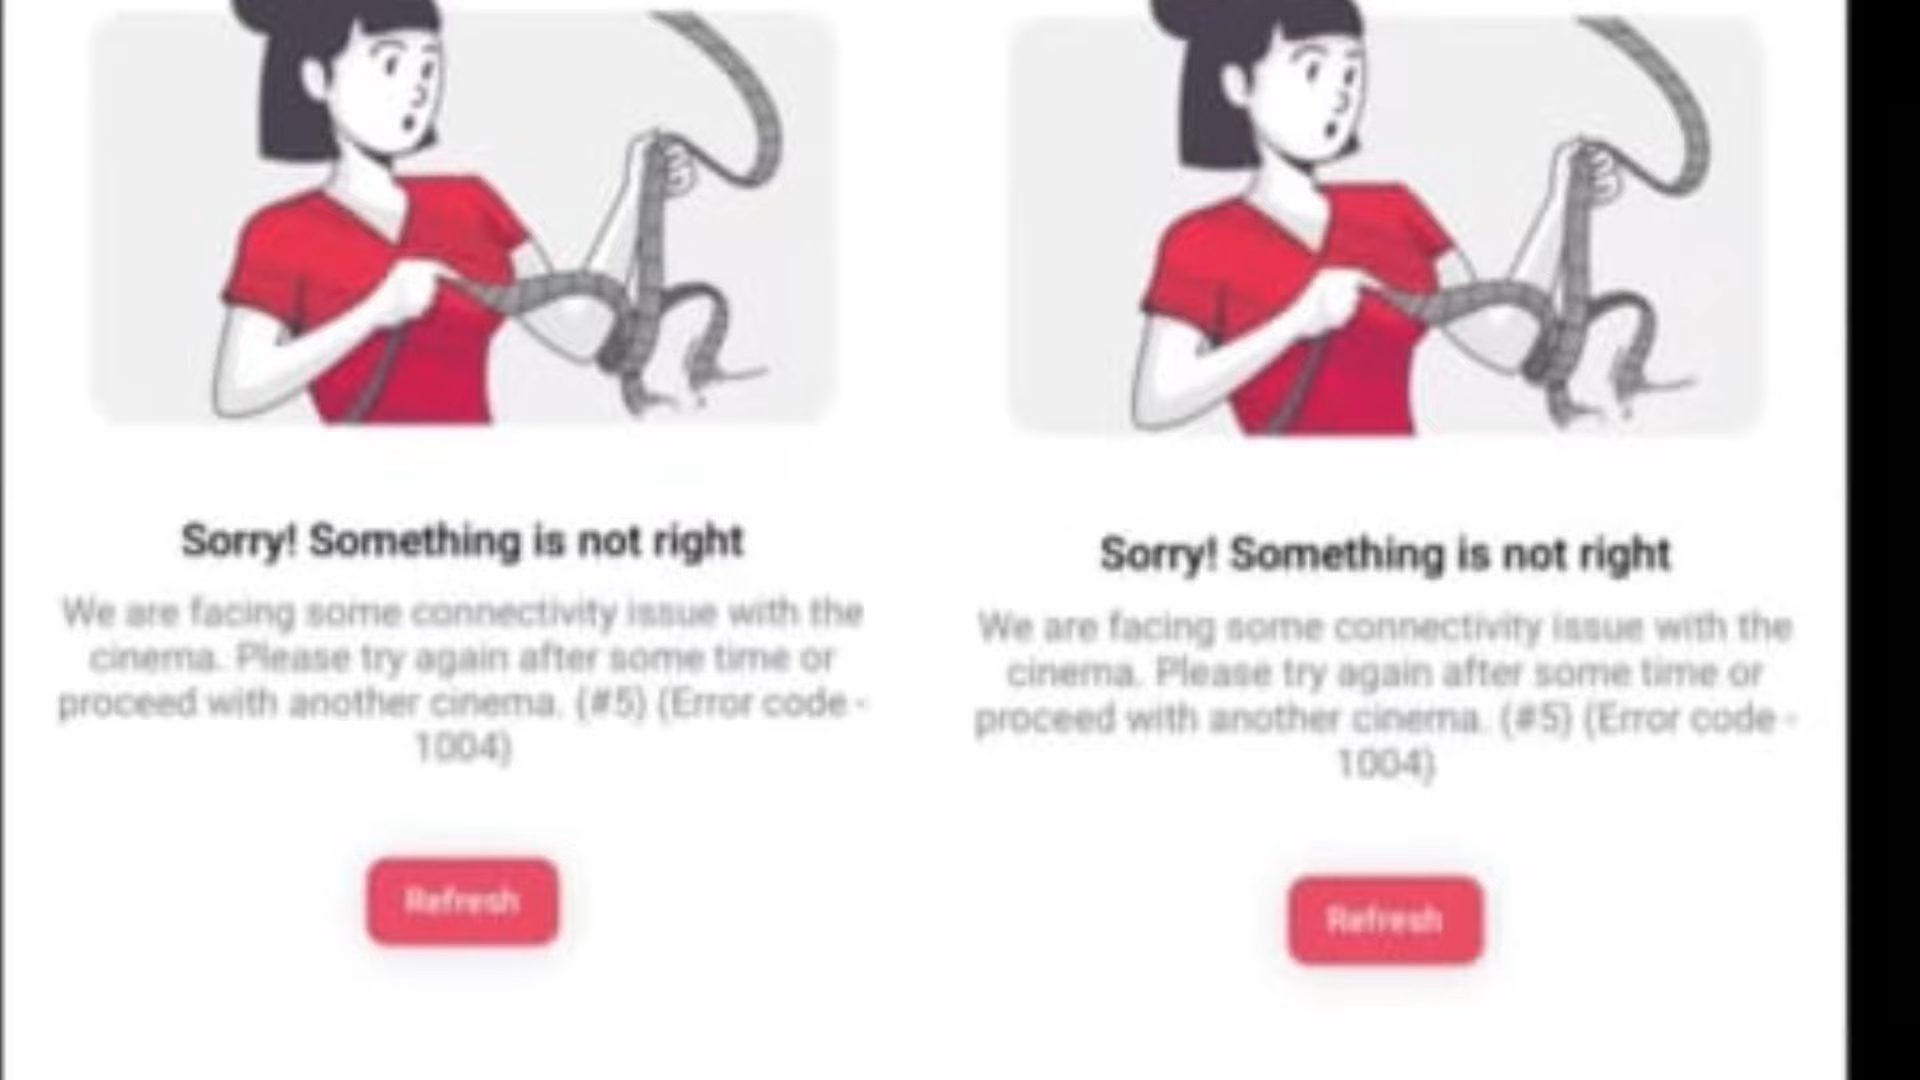 Sorry! Something is not right
We are facing some connectivity issue with the
cinema. Please try again after some time or
proceed with another cinema. (#5) (Error code -
1004)
Refresh
Sorry! Something is not right
We are facing some connectivity issue with the
cinema. Please try again after some time or
proceed with another cinema. (#5) (Error code -
1004)
Refresh